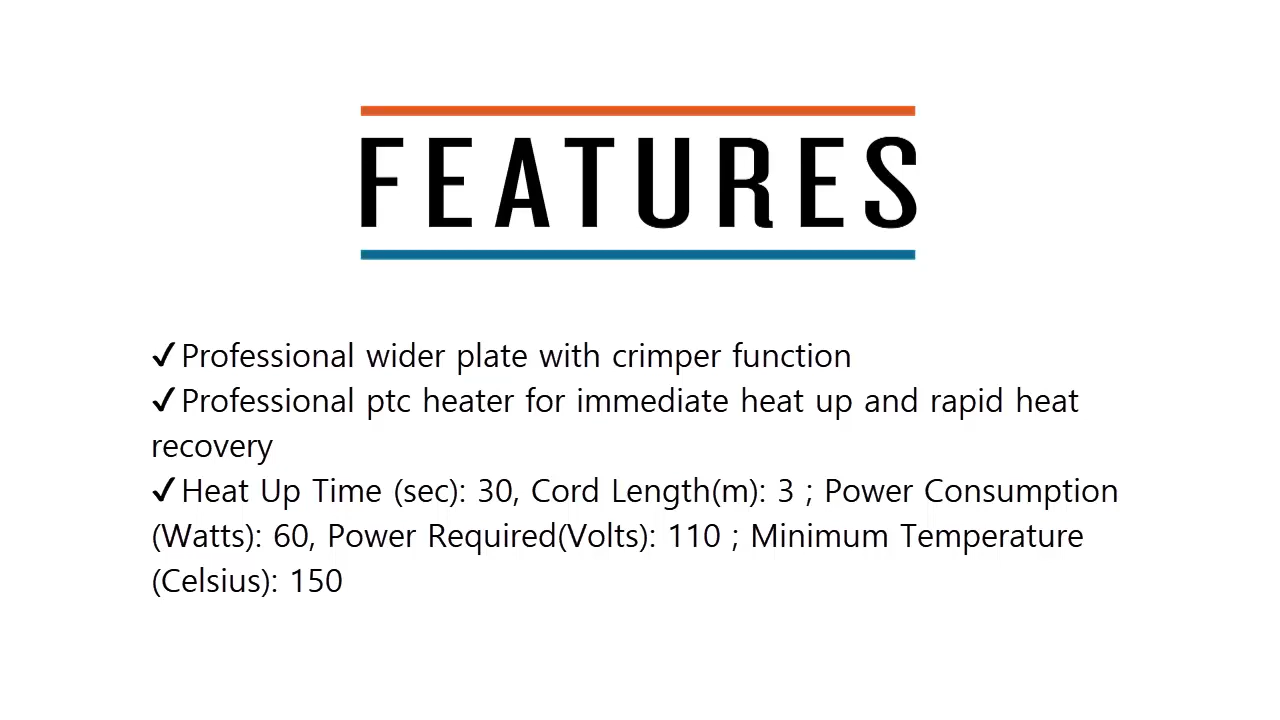 FEATURES
✓Professional wider plate with crimper function
✓Professional ptc heater for immediate heat up and rapid heat
recovery
✓Heat Up Time (sec): 30, Cord Length(m): 3 ; Power Consumption
(Watts): 60, Power Required(Volts): 110 ; Minimum Temperature
(Celsius): 150